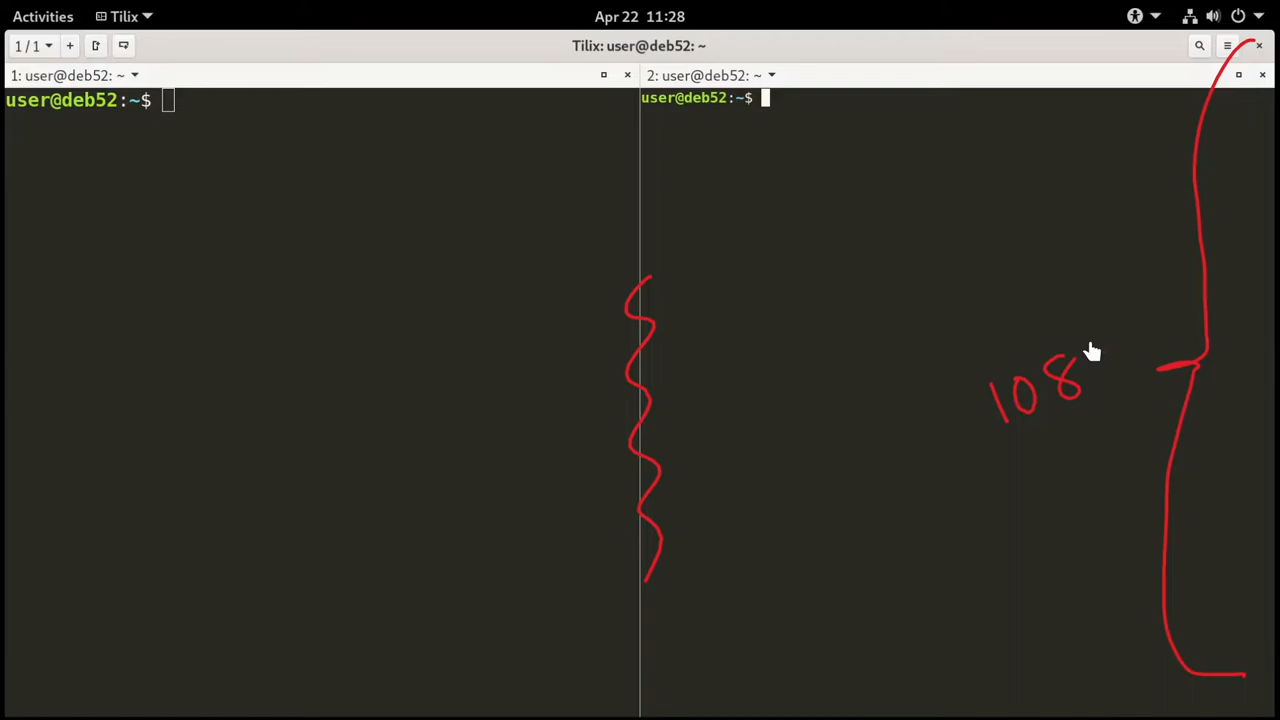 Activities Tilix Apr 22 11:28
1 / 1 + Tilix: user@deb52: ~
1: user@deb52: ~ 2: user@deb52: ~
user@deb52:~$ user@deb52:~$
108